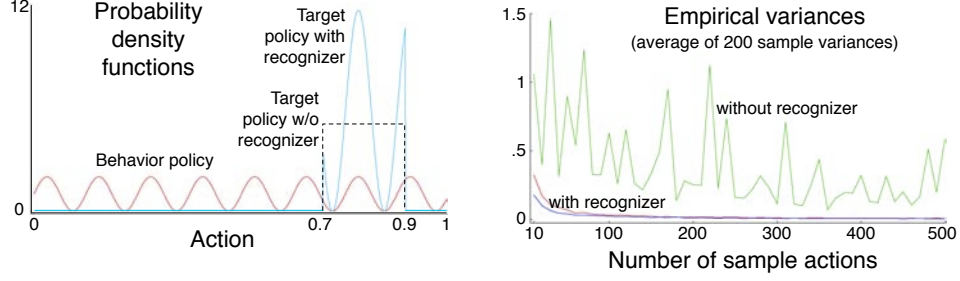 Probability
density
functions
12
0
Target
policy with
recognizer
Target
policy w/o
recognizer
Behavior policy
0
0.7
0.9
1
Action
Empirical variances
(average of 200 sample variances)
1.5
1
.5
0
without recognizer
with recognizer
10
100
200
300
400
500
Number of sample actions